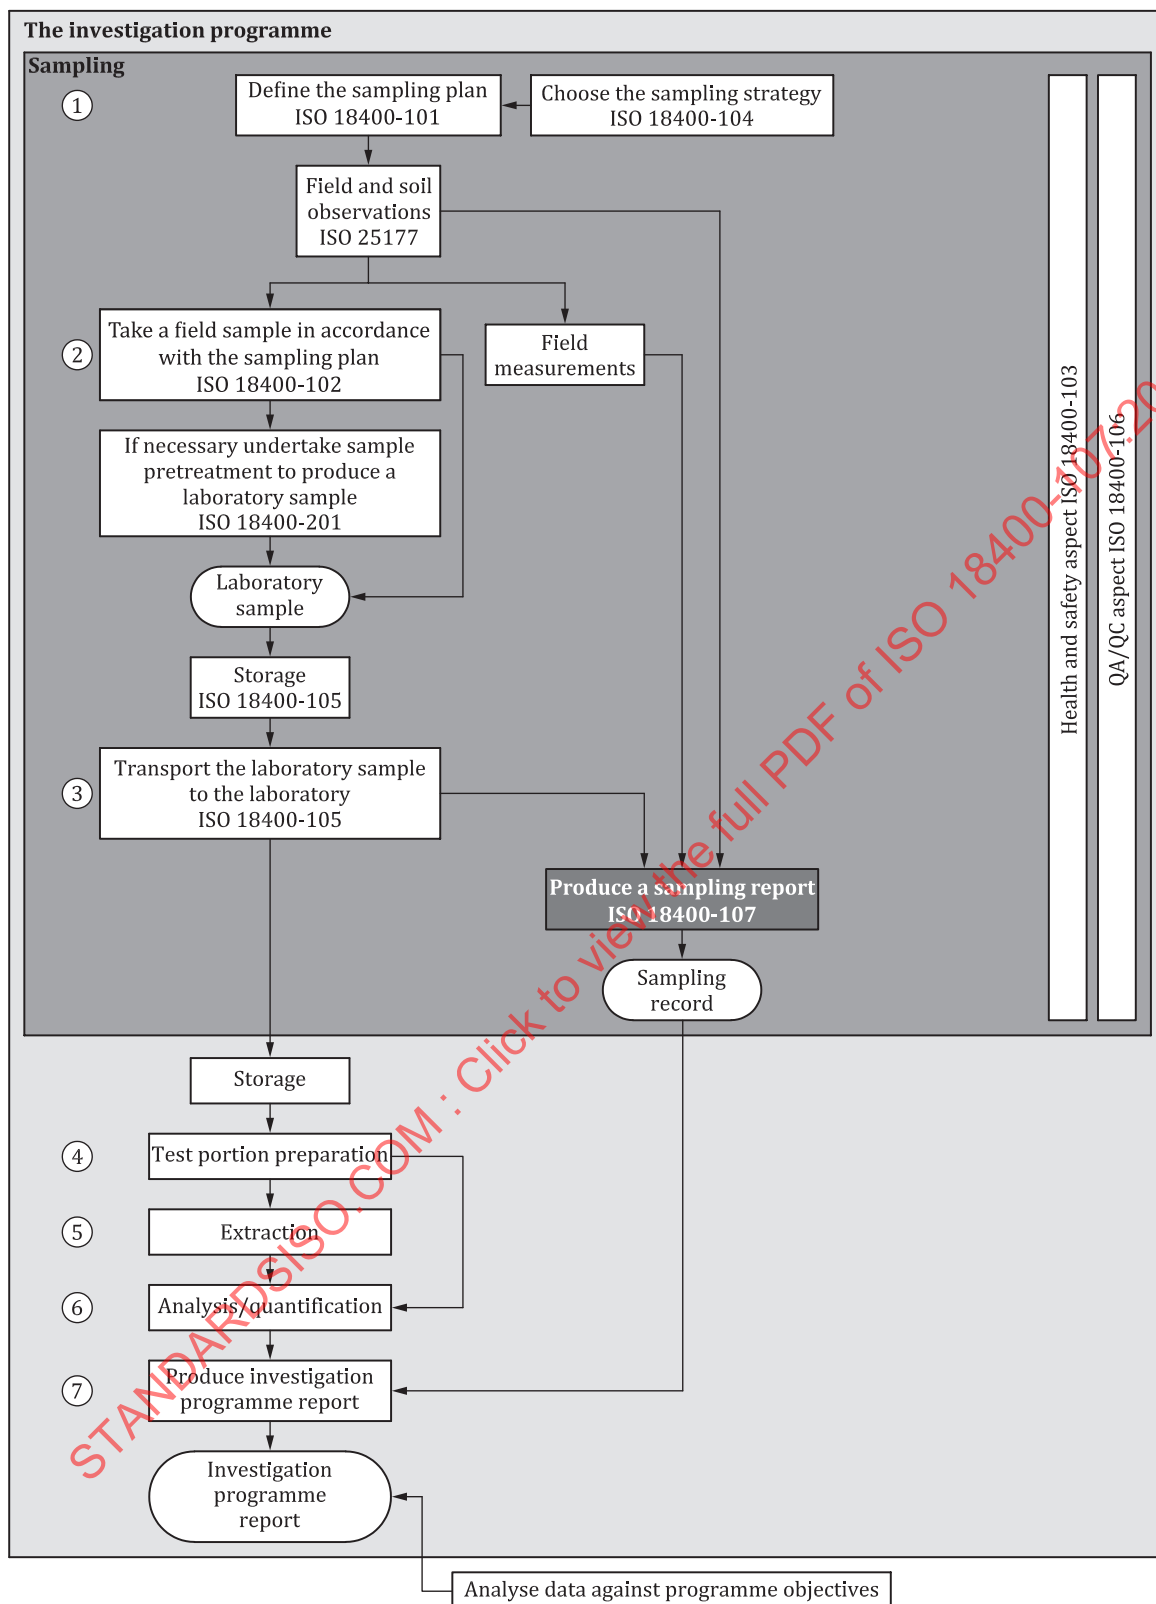 The investigation programme
Sampling
1
Define the sampling plan
ISO 18400-101
Choose the sampling strategy
ISO 18400-104
Field and soil
observations
ISO 25177
2
Take a field sample in accordance
with the sampling plan
ISO 18400-102
Field
measurements
If necessary undertake sample
pretreatment to produce a
laboratory sample
ISO 18400-201
Laboratory
sample
Storage
ISO 18400-105
3
Transport the laboratory sample
to the laboratory
ISO 18400-105
Produce a sampling report
ISO 18400-107
Sampling
record
Health and safety aspect ISO 18400-103
QA/QC aspect ISO 18400-106
Storage
4
Test portion preparation
5
Extraction
6
Analysis/quantification
7
Produce investigation
programme report
Investigation
programme
report
Analyse data against programme objectives
STANDARDSISO.COM : Click to view the full PDF of ISO 18400-107:20